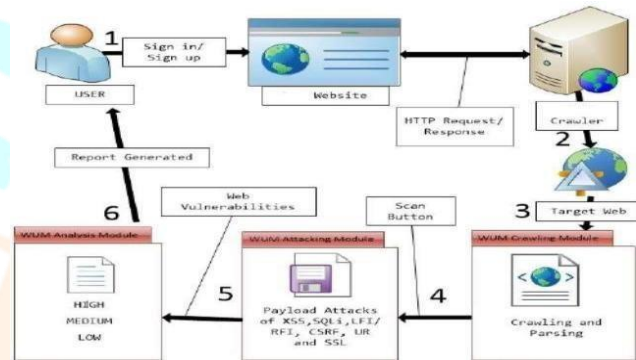 1
Sign in/
Sign up
USER
Website
HTTP Request/
Response
Crawler
2
Target Web
3
WUM Crawling Module
Crawling and
Parsing
Scan
Button
4
WUM Attacking Module
Payload Attacks
of XSS,SQLi,LFI/
RFI, CSRF, UR
and SSL
Web
Vulnerabilities
5
WUM Analysis Module
HIGH
MEDIUM
LOW
6
Report Generated